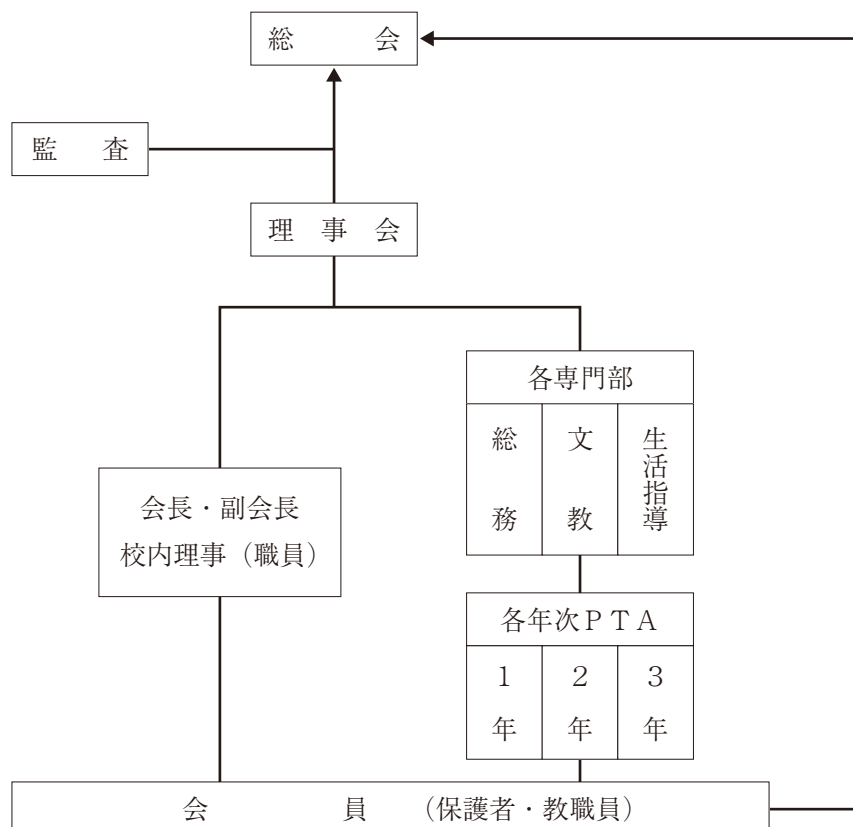 総　　会
監　査
理　事　会
各専門部
総務
文教
生活指導
会長・副会長
校内理事（職員）
各年次ＰＴＡ
１年
２年
３年
会　　　員　（保護者・教職員）